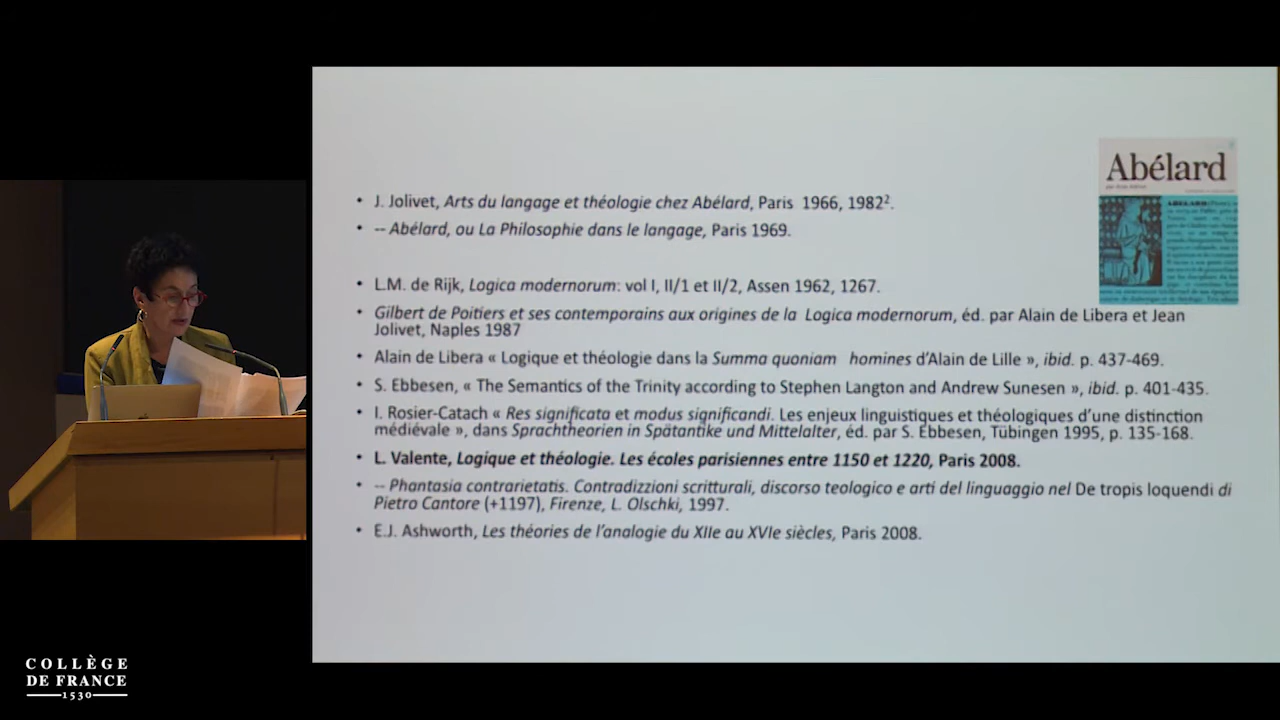 Abélard
• J. Jolivet, Arts du langage et théologie chez Abélard, Paris 1966, 1982².
• -- Abélard, ou La Philosophie dans le langage, Paris 1969.
• L.M. de Rijk, Logica modernorum: vol I, II/1 et II/2, Assen 1962, 1267.
• Gilbert de Poitiers et ses contemporains aux origines de la Logica modernorum, éd. par Alain de Libera et Jean
Jolivet, Naples 1987
• Alain de Libera « Logique et théologie dans la Summa quoniam homines d'Alain de Lille », ibid. p. 437-469.
• S. Ebbesen, « The Semantics of the Trinity according to Stephen Langton and Andrew Sunesen », ibid. p. 401-435.
• I. Rosier-Catach « Res significata et modus significandi. Les enjeux linguistiques et théologiques d'une distinction
médiévale », dans Sprachtheorien in Spätantike und Mittelalter, éd. par S. Ebbesen, Tübingen 1995, p. 135-168.
• L. Valente, Logique et théologie. Les écoles parisiennes entre 1150 et 1220, Paris 2008.
• -- Phantasia contrarietatis. Contradizzioni scritturali, discorso teologico e arti del linguaggio nel De tropis loquendi di
Pietro Cantore (+1197), Firenze, L. Olschki, 1997.
• E.J. Ashworth, Les théories de l'analogie du XIIe au XVIe siècles, Paris 2008.
COLLÈGE
DE FRANCE
1530